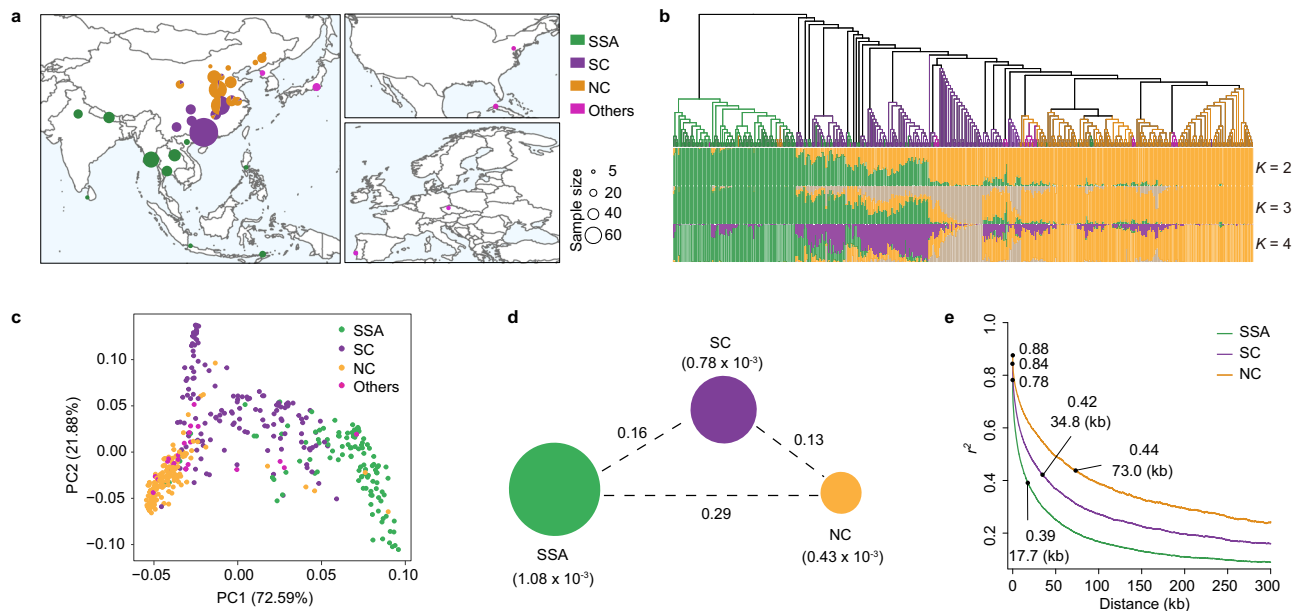 a
SSA
SC
NC
Others
Sample size
5
20
40
60
b
K = 2
K = 3
K = 4
c
SSA
SC
NC
Others
PC2 (21.88%)
0.10
0.05
0.00
−0.05
−0.10
−0.05
0.00
0.05
0.10
PC1 (72.59%)
d
SC
(0.78 x 10⁻³)
0.16
0.13
0.29
SSA
(1.08 x 10⁻³)
NC
(0.43 x 10⁻³)
e
SSA
SC
NC
r²
1.0
0.8
0.6
0.4
0.2
0.88
0.84
0.78
0.42
34.8 (kb)
0.44
73.0 (kb)
0.39
17.7 (kb)
0
50
100
150
200
250
300
Distance (kb)